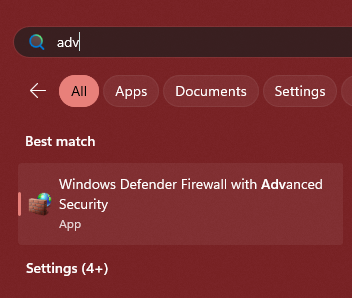 adv
All Apps Documents Settings
Best match
Windows Defender Firewall with Advanced
Security
App
Settings (4+)